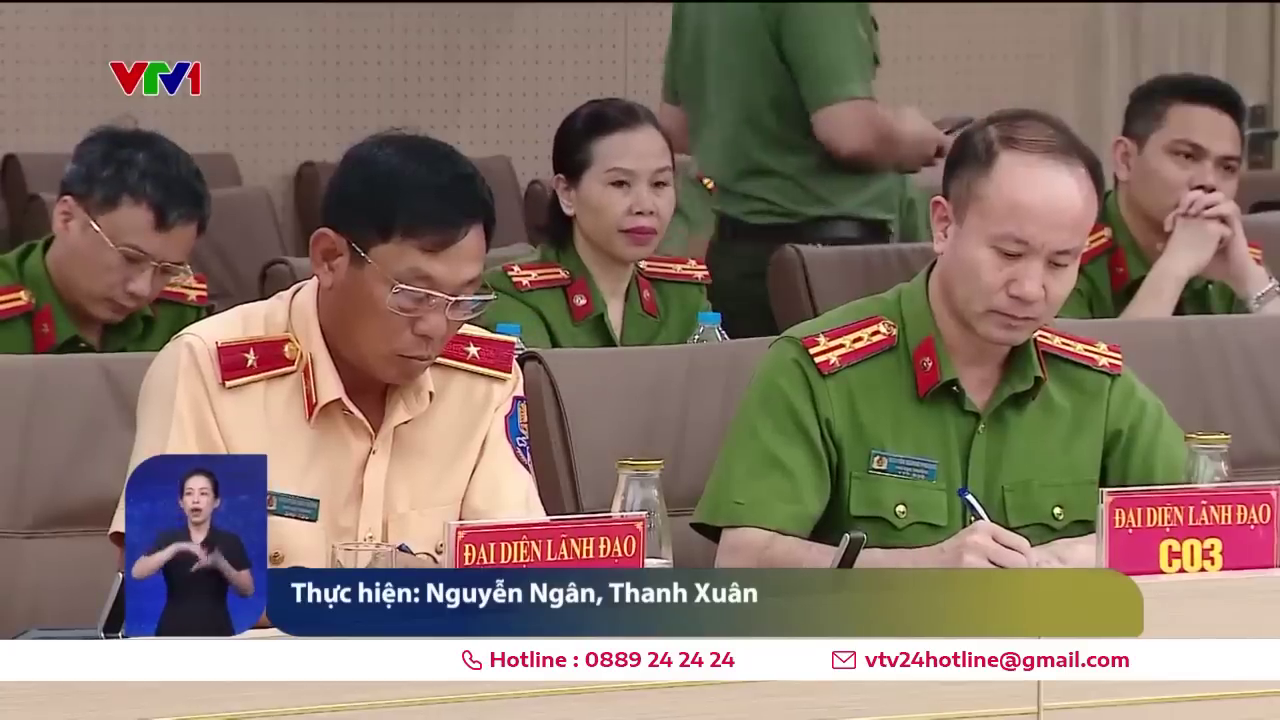 VTV1
ĐẠI DIỆN LÃNH ĐẠO
ĐẠI DIỆN LÃNH ĐẠO
C03
Thực hiện: Nguyễn Ngân, Thanh Xuân
Hotline : 0889 24 24 24
vtv24hotline@gmail.com